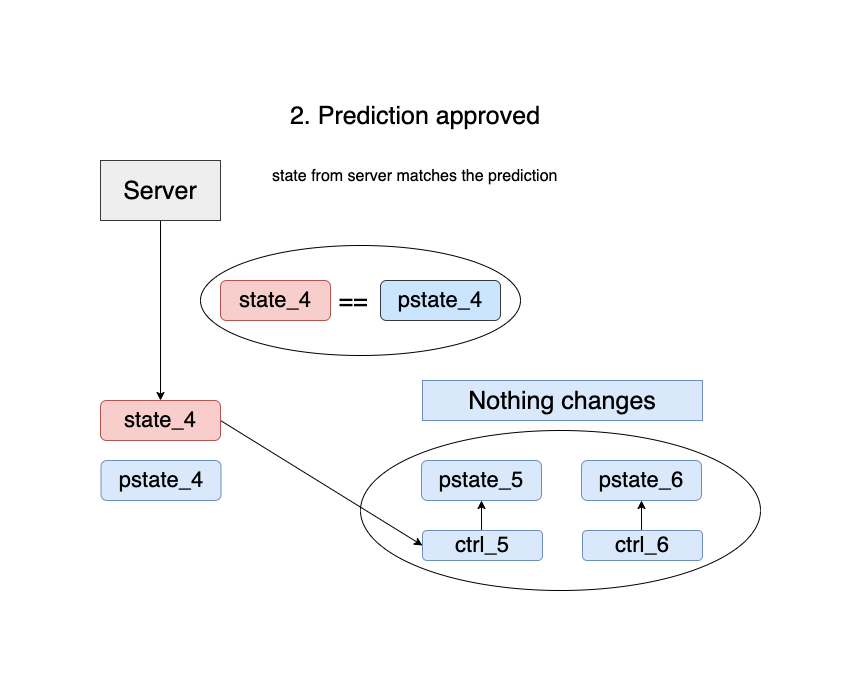 2. Prediction approved
Server
state from server matches the prediction
state_4 == pstate_4
Nothing changes
state_4
pstate_4
pstate_5
pstate_6
ctrl_5
ctrl_6